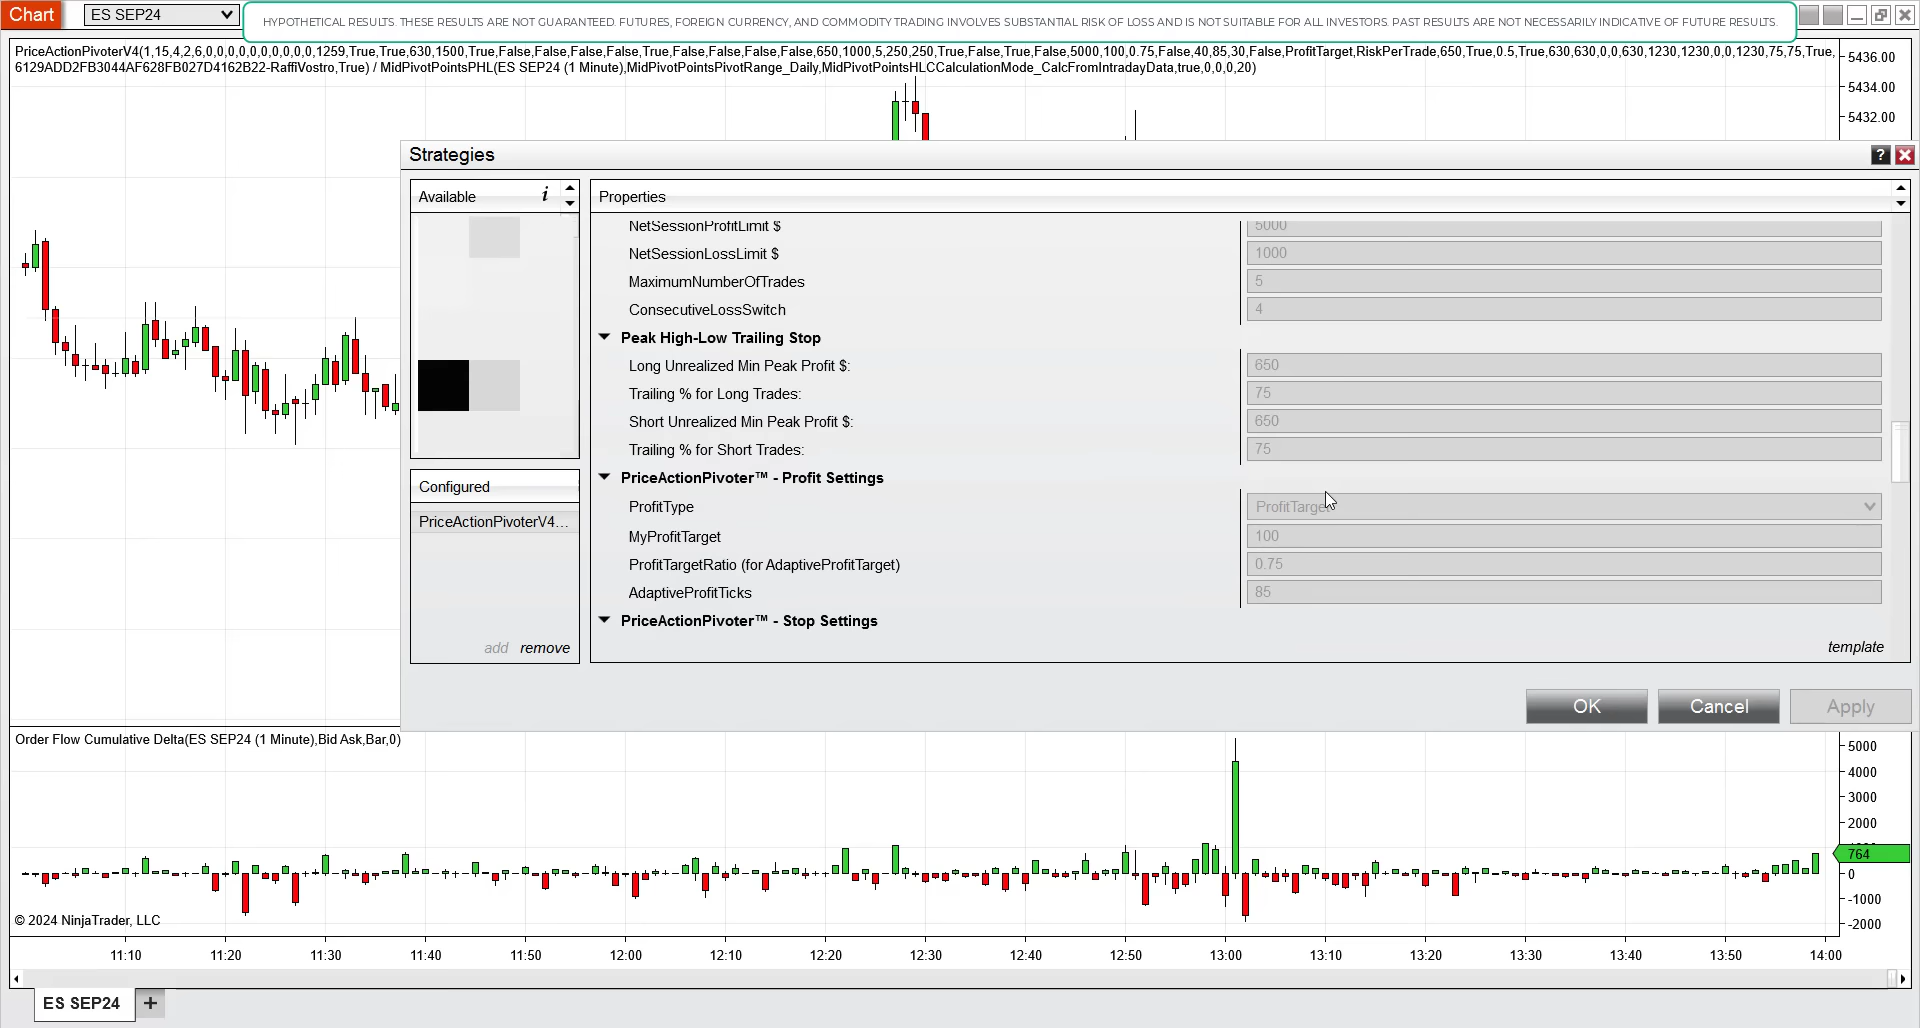 Chart
ES SEP24
HYPOTHETICAL RESULTS. THESE RESULTS ARE NOT GUARANTEED. FUTURES, FOREIGN CURRENCY, AND COMMODITY TRADING INVOLVES SUBSTANTIAL RISK OF LOSS AND IS NOT SUITABLE FOR ALL INVESTORS. PAST RESULTS ARE NOT NECESSARILY INDICATIVE OF FUTURE RESULTS.
PriceActionPivoterV4(1,15,4,2,6,0,0,0,0,0,0,0,0,0,0,1259,True,True,630,1500,True,False,False,False,False,True,False,False,False,False,650,1000,5,250,250,True,False,True,False,5000,100,0.75,False,40,85,30,False,ProfitTarget,RiskPerTrade,650,True,0.5,True,630,630,0,0,630,1230,1230,0,0,1230,75,75,True,
6129ADD2FB3044AF628FB027D4162B22-RaffiVostro,True) / MidPivotPointsPHL(ES SEP24 (1 Minute),MidPivotPointsPivotRange_Daily,MidPivotPointsHLCCalculationMode_CalcFromIntradayData,true,0,0,0,20)
5436.00
5434.00
5432.00
Strategies
?
Available
i
Properties
NetSessionProfitLimit $
5000
NetSessionLossLimit $
1000
MaximumNumberOfTrades
5
ConsecutiveLossSwitch
4
Peak High-Low Trailing Stop
Long Unrealized Min Peak Profit $:
650
Trailing % for Long Trades:
75
Short Unrealized Min Peak Profit $:
650
Trailing % for Short Trades:
75
PriceActionPivoter™ - Profit Settings
ProfitType
ProfitTarget
MyProfitTarget
100
ProfitTargetRatio (for AdaptiveProfitTarget)
0.75
AdaptiveProfitTicks
85
PriceActionPivoter™ - Stop Settings
Configured
PriceActionPivoterV4...
add remove
template
OK
Cancel
Apply
Order Flow Cumulative Delta(ES SEP24 (1 Minute),Bid Ask,Bar,0)
5000
4000
3000
2000
764
0
-1000
-2000
© 2024 NinjaTrader, LLC
11:10 11:20 11:30 11:40 11:50 12:00 12:10 12:20 12:30 12:40 12:50 13:00 13:10 13:20 13:30 13:40 13:50 14:00
ES SEP24
+